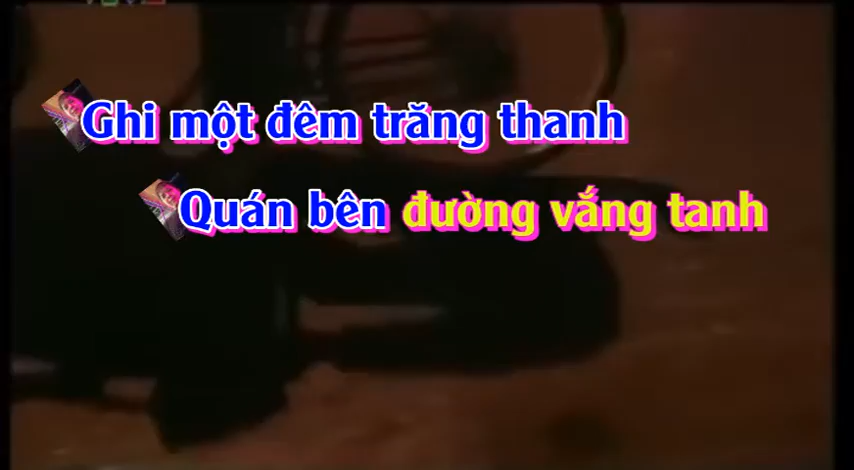 Ghi một đêm trăng thanh
Quán bên đường vắng tanh